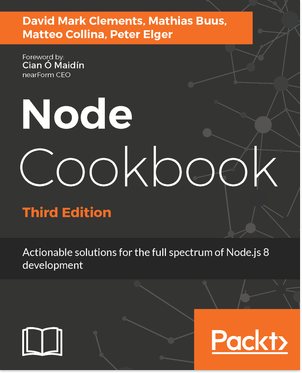 David Mark Clements, Mathias Buus,
Matteo Collina, Peter Elger
Foreword by:
Cian Ó Maidín
nearForm CEO
Node
Cookbook
Third Edition
Actionable solutions for the full spectrum of Node.js 8
development
Packt>